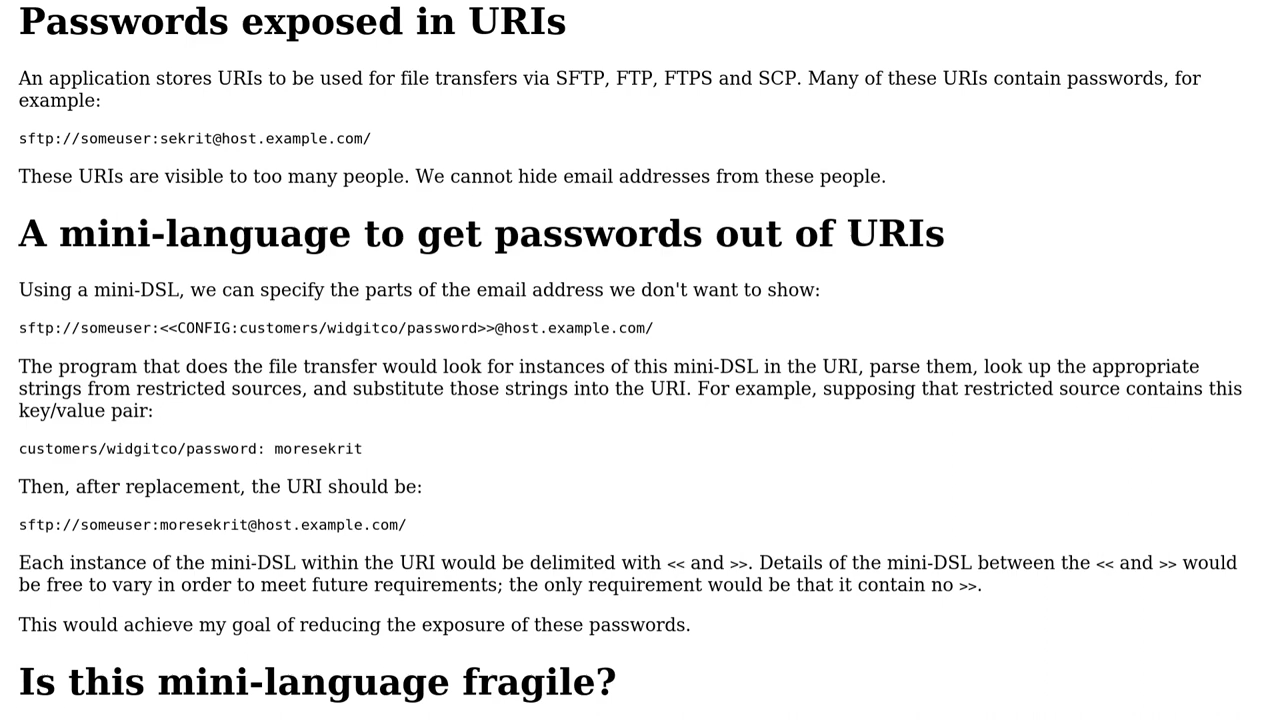 Passwords exposed in URIs
An application stores URIs to be used for file transfers via SFTP, FTP, FTPS and SCP. Many of these URIs contain passwords, for
example:
sftp://someuser:sekrit@host.example.com/
These URIs are visible to too many people. We cannot hide email addresses from these people.
A mini-language to get passwords out of URIs
Using a mini-DSL, we can specify the parts of the email address we don't want to show:
sftp://someuser:<<CONFIG:customers/widgitco/password>>@host.example.com/
The program that does the file transfer would look for instances of this mini-DSL in the URI, parse them, look up the appropriate
strings from restricted sources, and substitute those strings into the URI. For example, supposing that restricted source contains this
key/value pair:
customers/widgitco/password: moresekrit
Then, after replacement, the URI should be:
sftp://someuser:moresekrit@host.example.com/
Each instance of the mini-DSL within the URI would be delimited with << and >>. Details of the mini-DSL between the << and >> would
be free to vary in order to meet future requirements; the only requirement would be that it contain no >>.
This would achieve my goal of reducing the exposure of these passwords.
Is this mini-language fragile?